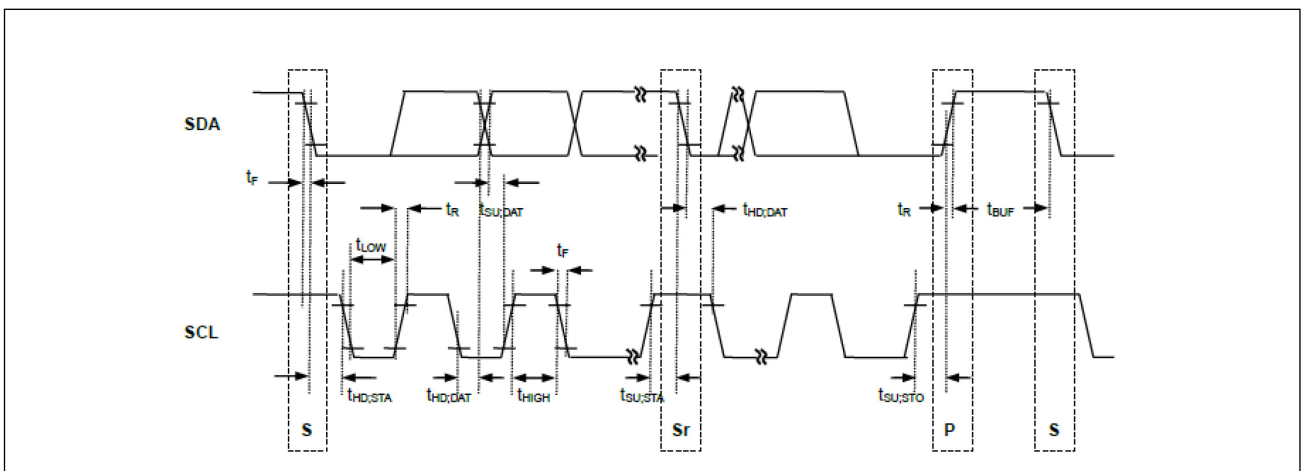 SDA
tF
tR
tSU;DAT
tHD;DAT
tR
tBUF
tLOW
tF
SCL
tHD;STA
tHD;DAT
tHIGH
tSU;STA
tSU;STO
S
Sr
P
S